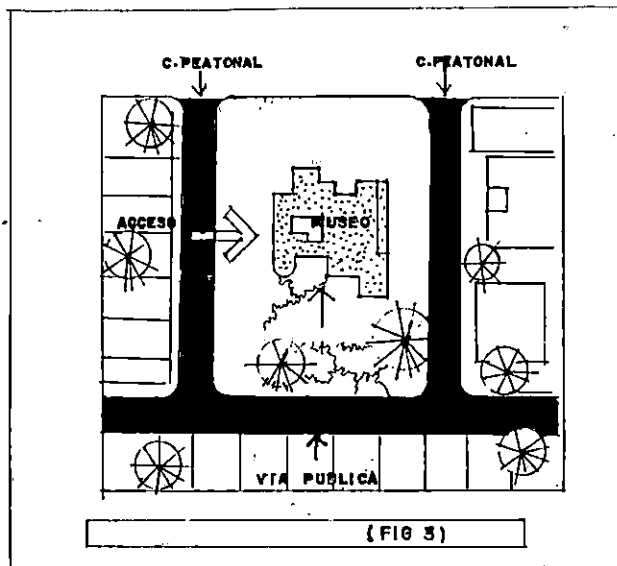 C. PEATONAL
C. PEATONAL
ACCESO
MUSEO
VIA PUBLICA
(FIG 3)